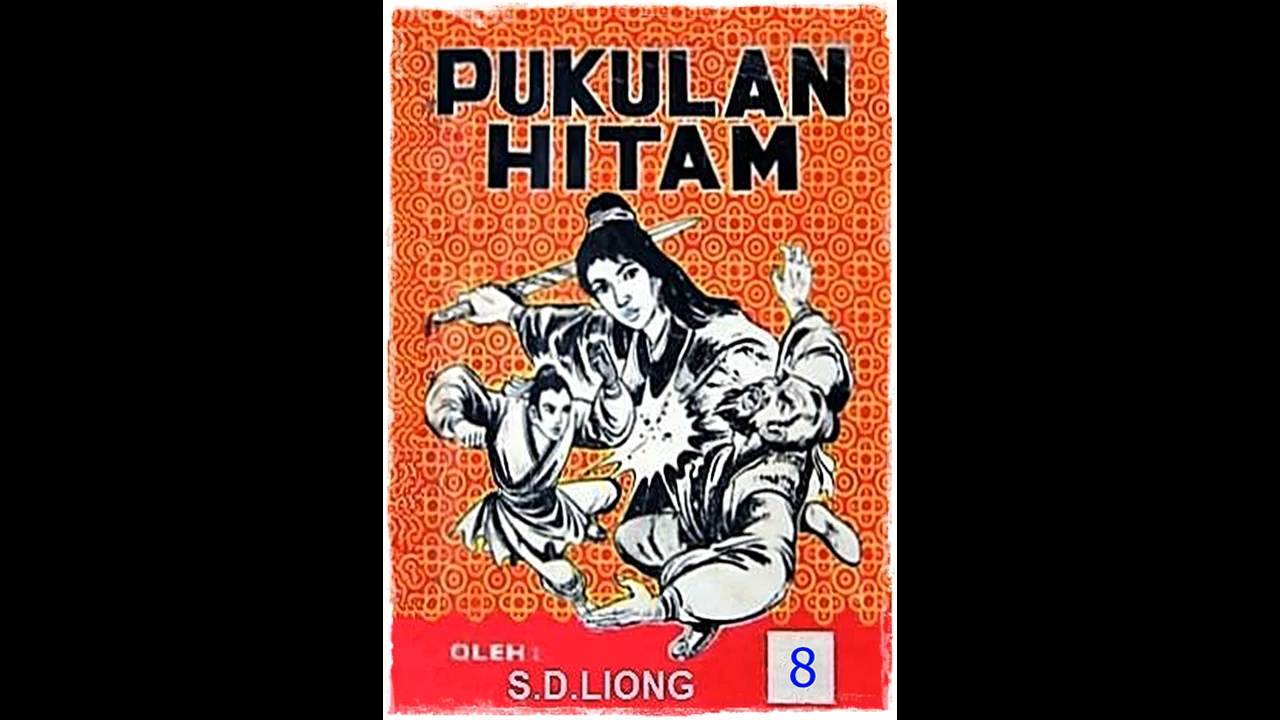 PUKULAN
HITAM
OLEH :
S.D.LIONG
8